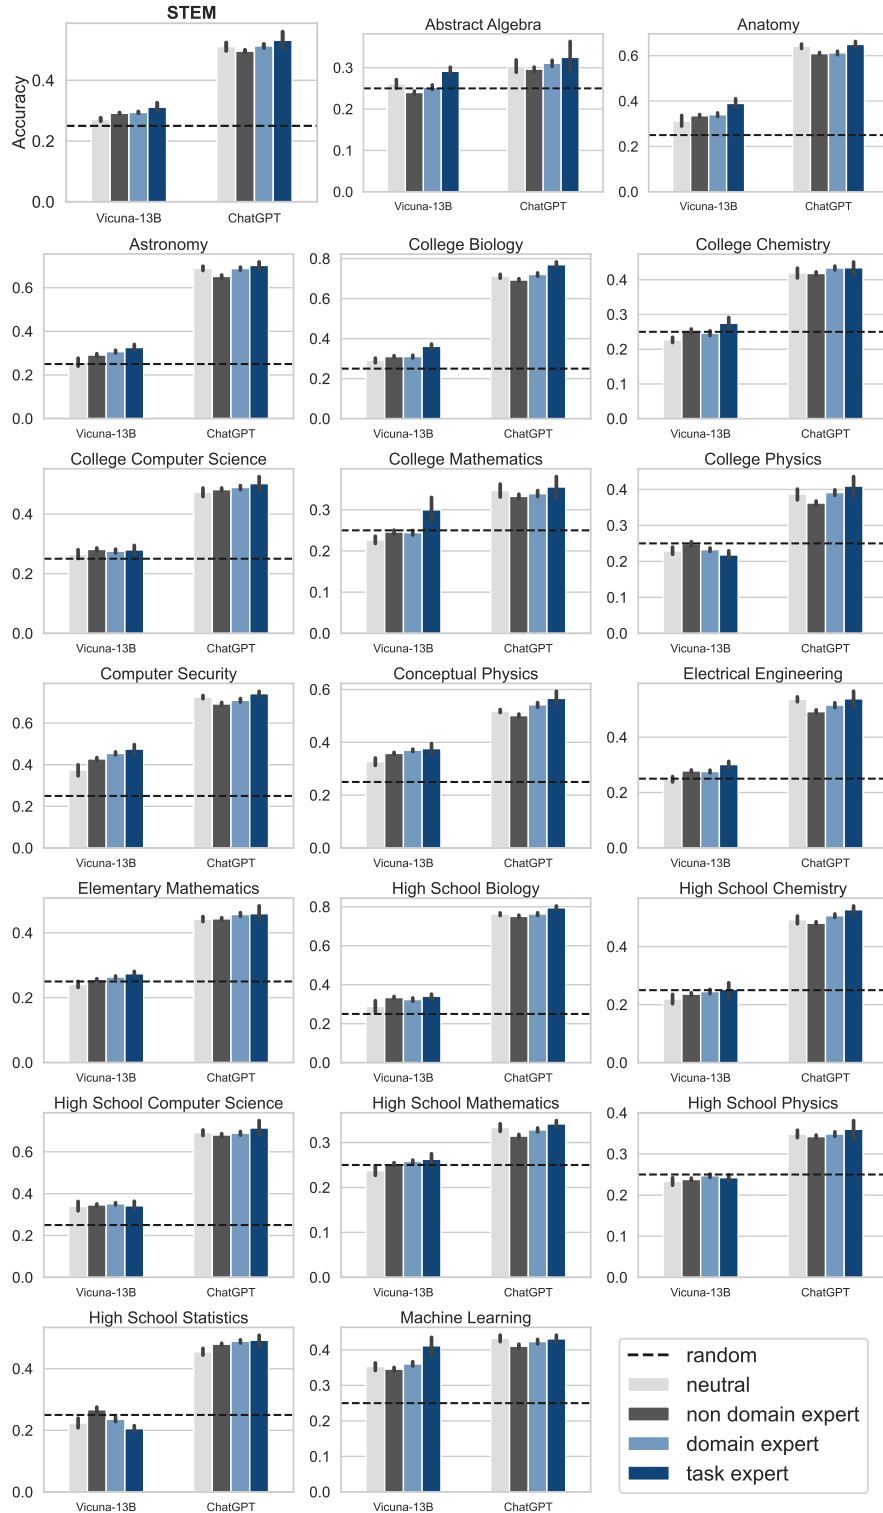 STEM
Abstract Algebra
Anatomy
Accuracy
0.4
0.2
0.0
Vicuna-13B
ChatGPT
0.3
0.2
0.1
0.0
Vicuna-13B
ChatGPT
0.6
0.4
0.2
0.0
Vicuna-13B
ChatGPT
Astronomy
0.6
0.4
0.2
0.0
Vicuna-13B
ChatGPT
College Biology
0.8
0.6
0.4
0.2
0.0
Vicuna-13B
ChatGPT
College Chemistry
0.4
0.3
0.2
0.1
0.0
Vicuna-13B
ChatGPT
College Computer Science
0.4
0.2
0.0
Vicuna-13B
ChatGPT
College Mathematics
0.3
0.2
0.1
0.0
Vicuna-13B
ChatGPT
College Physics
0.4
0.3
0.2
0.1
0.0
Vicuna-13B
ChatGPT
Computer Security
0.6
0.4
0.2
0.0
Vicuna-13B
ChatGPT
Conceptual Physics
0.6
0.4
0.2
0.0
Vicuna-13B
ChatGPT
Electrical Engineering
0.4
0.2
0.0
Vicuna-13B
ChatGPT
Elementary Mathematics
0.4
0.2
0.0
Vicuna-13B
ChatGPT
High School Biology
0.8
0.6
0.4
0.2
0.0
Vicuna-13B
ChatGPT
High School Chemistry
0.4
0.2
0.0
Vicuna-13B
ChatGPT
High School Computer Science
0.6
0.4
0.2
0.0
Vicuna-13B
ChatGPT
High School Mathematics
0.3
0.2
0.1
0.0
Vicuna-13B
ChatGPT
High School Physics
0.4
0.3
0.2
0.1
0.0
Vicuna-13B
ChatGPT
High School Statistics
0.4
0.2
0.0
Vicuna-13B
ChatGPT
Machine Learning
0.4
0.3
0.2
0.1
0.0
Vicuna-13B
ChatGPT
random
neutral
non domain expert
domain expert
task expert